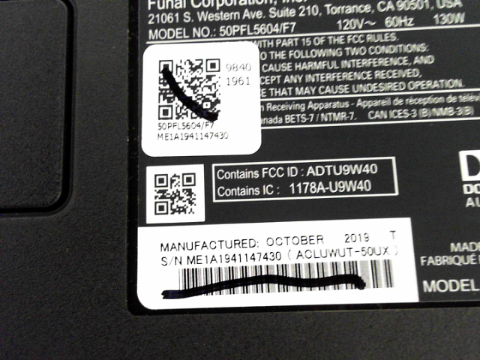 Funai Corporation, Inc.
21061 S. Western Ave. Suite 210, Torrance, CA 90501, USA
MODEL NO.: 50PFL5604/F7 120V~ 60Hz 130W
WITH PART 15 OF THE FCC RULES.
TO THE FOLLOWING TWO CONDITIONS:
CAUSE HARMFUL INTERFERENCE, AND
ACCEPT ANY INTERFERENCE RECEIVED,
THAT MAY CAUSE UNDESIRED OPERATION.
Receiving Apparatus - Appareil de réception de
BETS-7 / NTMR-7. CAN ICES-3 (B)/NMB-3(B)
9840
1961
50PFL5604/F7
ME1A1941147430
Contains FCC ID : ADTU9W40
Contains IC : 1178A-U9W40
MANUFACTURED: OCTOBER 2019 T
S/N ME1A1941147430 ( ACLUWUT-50UX )
MADE
FABRIQUÉ
MODEL